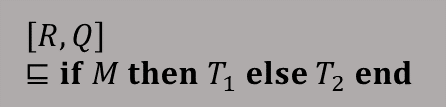 [R, Q]
⊑ if M then T₁ else T₂ end